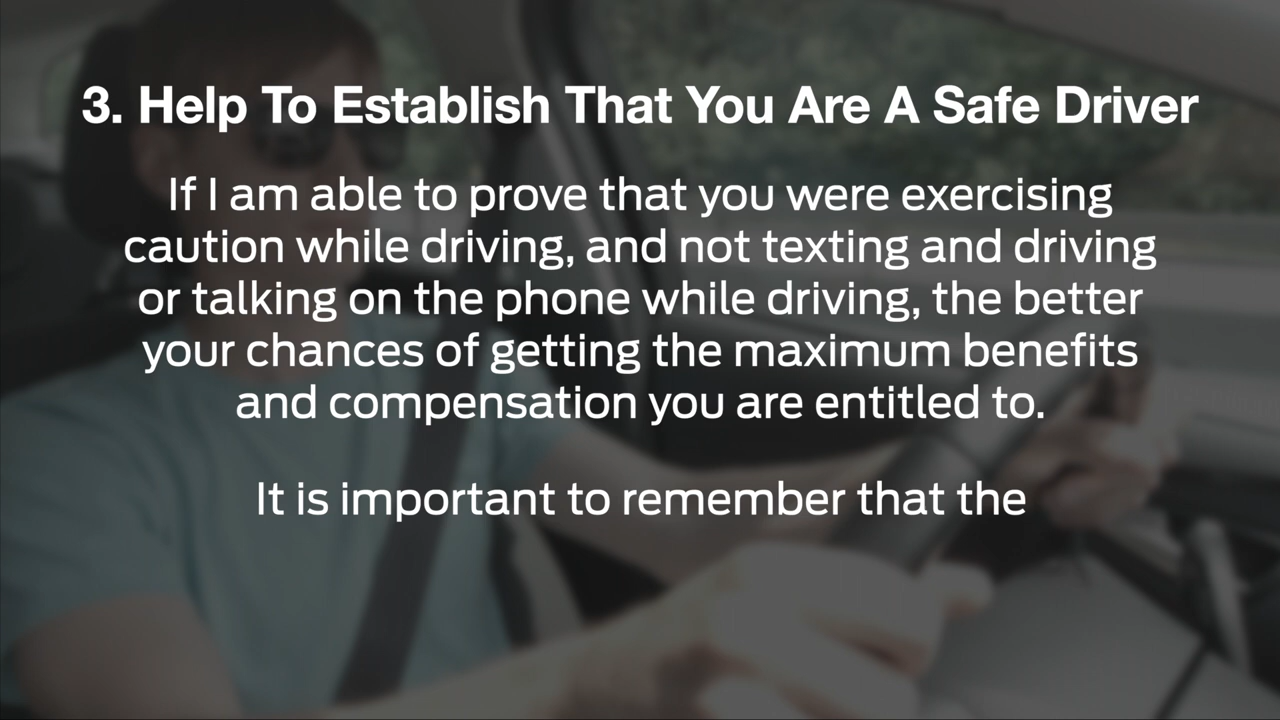 3. Help To Establish That You Are A Safe Driver
If I am able to prove that you were exercising
caution while driving, and not texting and driving
or talking on the phone while driving, the better
your chances of getting the maximum benefits
and compensation you are entitled to.
It is important to remember that the